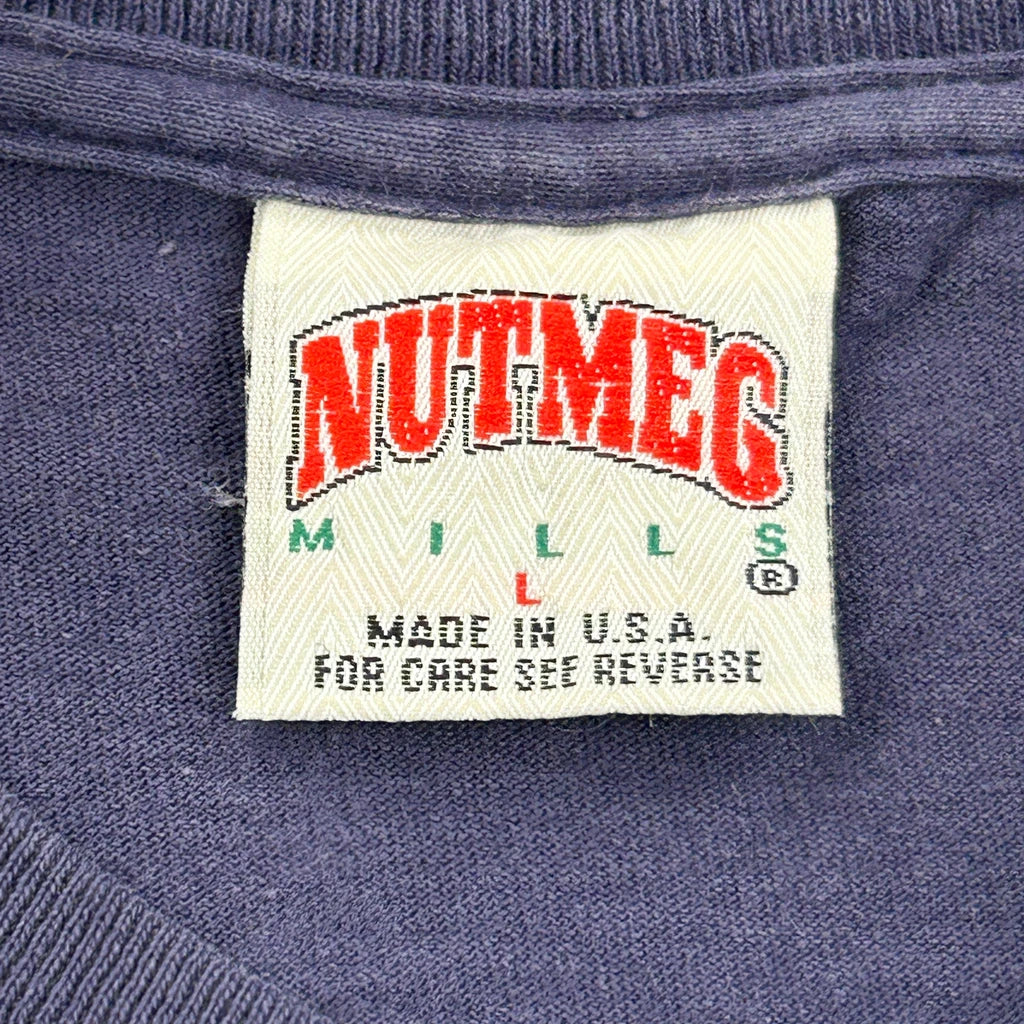 NUTMEG
MILLS
®
L
MADE IN U.S.A.
FOR CARE SEE REVERSE